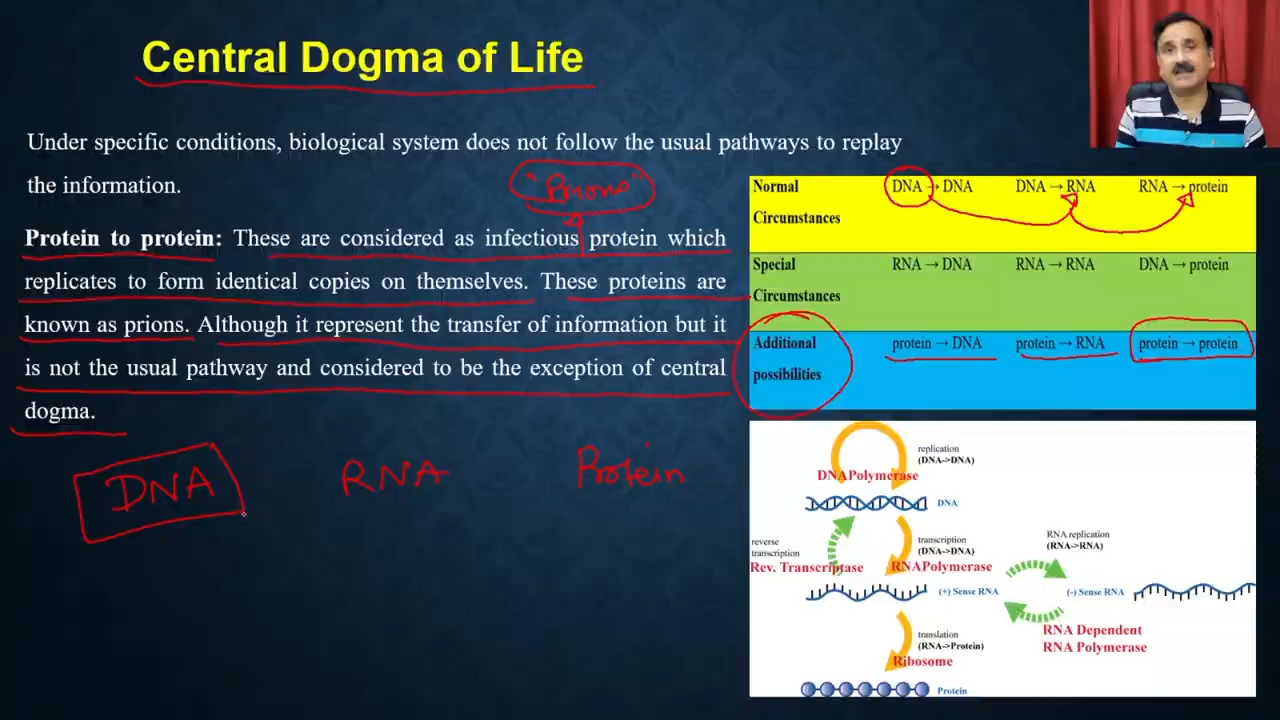 Central Dogma of Life
Under specific conditions, biological system does not follow the usual pathways to replay
the information.
"Prions"
Protein to protein: These are considered as infectious protein which
replicates to form identical copies on themselves. These proteins are
known as prions. Although it represent the transfer of information but it
is not the usual pathway and considered to be the exception of central
dogma.
DNA RNA Protein
Normal Circumstances DNA → DNA DNA → RNA RNA → protein
Special Circumstances RNA → DNA RNA → RNA DNA → protein
Additional possibilities protein → DNA protein → RNA protein → protein
replication
(DNA->DNA)
DNA Polymerase
DNA
reverse
transcription
Rev. Transcriptase
transcription
(DNA->DNA)
RNA Polymerase
RNA replication
(RNA->RNA)
(+) Sense RNA
(-) Sense RNA
RNA Dependent
RNA Polymerase
translation
(RNA->Protein)
Ribosome
Protein